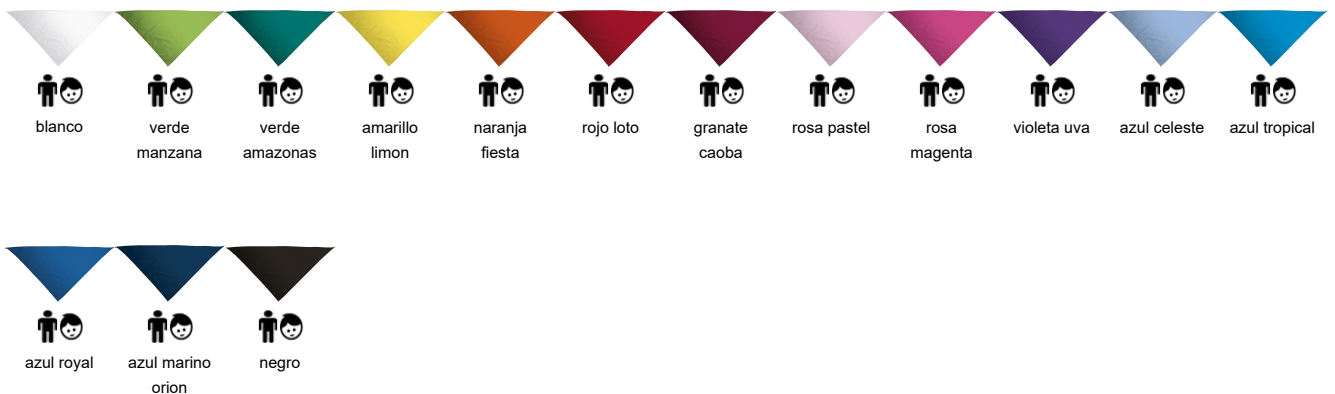 blanco
verde
manzana
verde
amazonas
amarillo
limon
naranja
fiesta
rojo loto
granate
caoba
rosa pastel
rosa
magenta
violeta uva
azul celeste
azul tropical
azul royal
azul marino
orion
negro